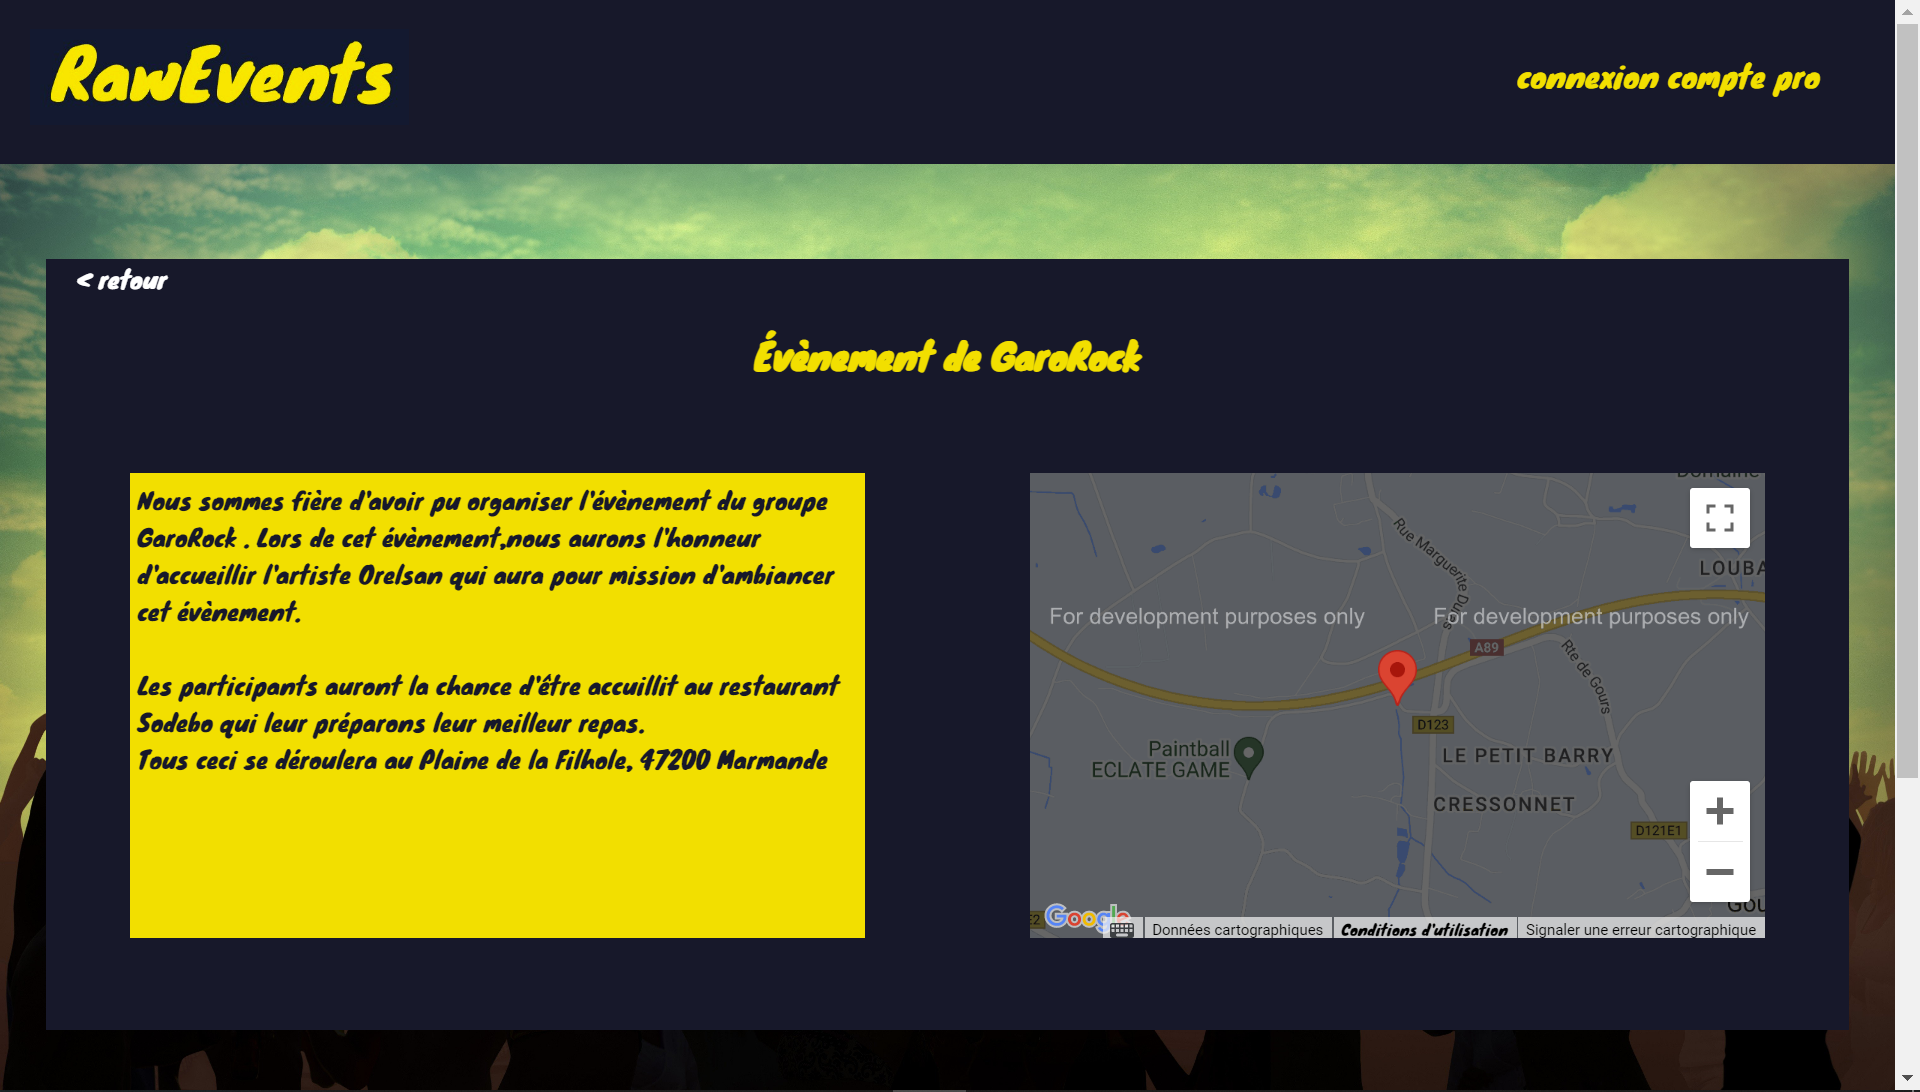 RawEvents
connexion compte pro
< retour
Évènement de GaroRock
Nous sommes fière d'avoir pu organiser l'évènement du groupe
GaroRock . Lors de cet évènement,nous aurons l'honneur
d'accueillir l'artiste Orelsan qui aura pour mission d'ambiancer
cet évènement.
Les participants auront la chance d'être accuillit au restaurant
Sodebo qui leur préparons leur meilleur repas.
Tous ceci se déroulera au Plaine de la Filhole, 47200 Marmande
Domaine
Rue Marguerite Duras
LOUBA
For development purposes only
For development purposes only
A89
Rte de Gours
D123
Paintball
ECLATE GAME
LE PETIT BARRY
CRESSONNET
D121E1
Gou
E2
Google
Données cartographiques
Conditions d'utilisation
Signaler une erreur cartographique